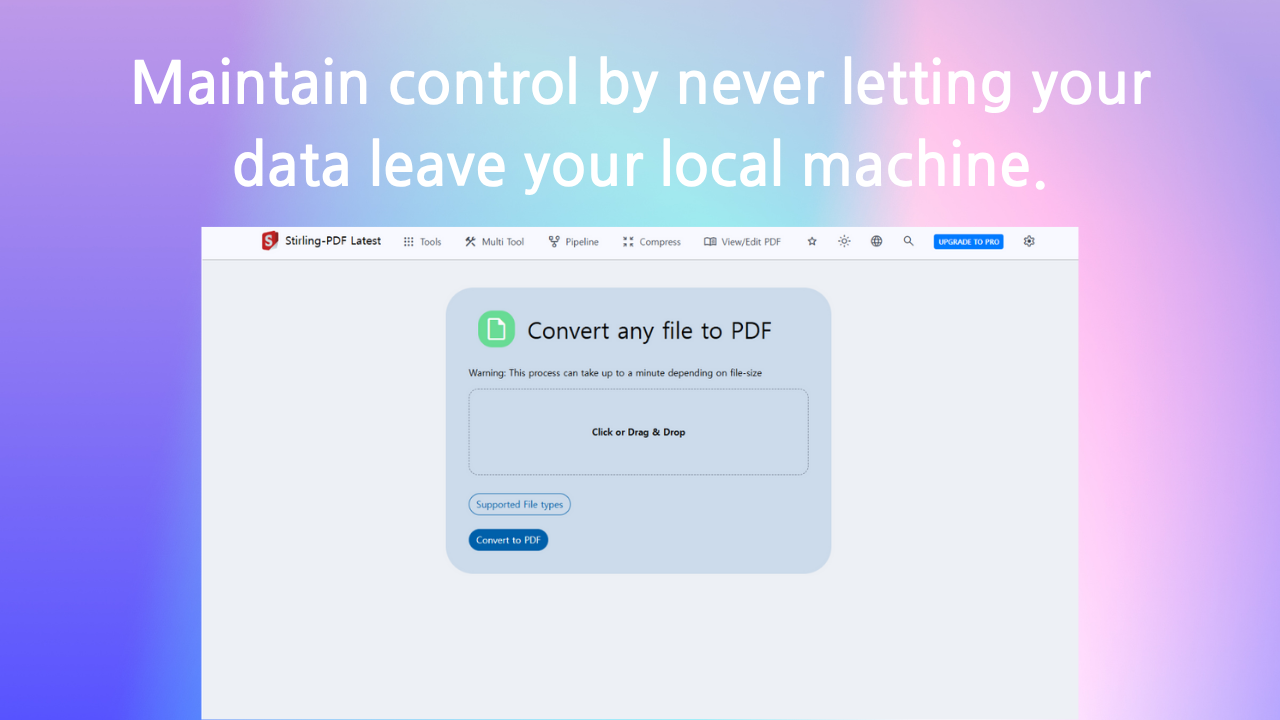 Maintain control by never letting your
data leave your local machine.
S Stirling-PDF Latest Tools Multi Tool Pipeline Compress View/Edit PDF UPGRADE TO PRO
Convert any file to PDF
Warning: This process can take up to a minute depending on file-size
Click or Drag & Drop
Supported File types
Convert to PDF